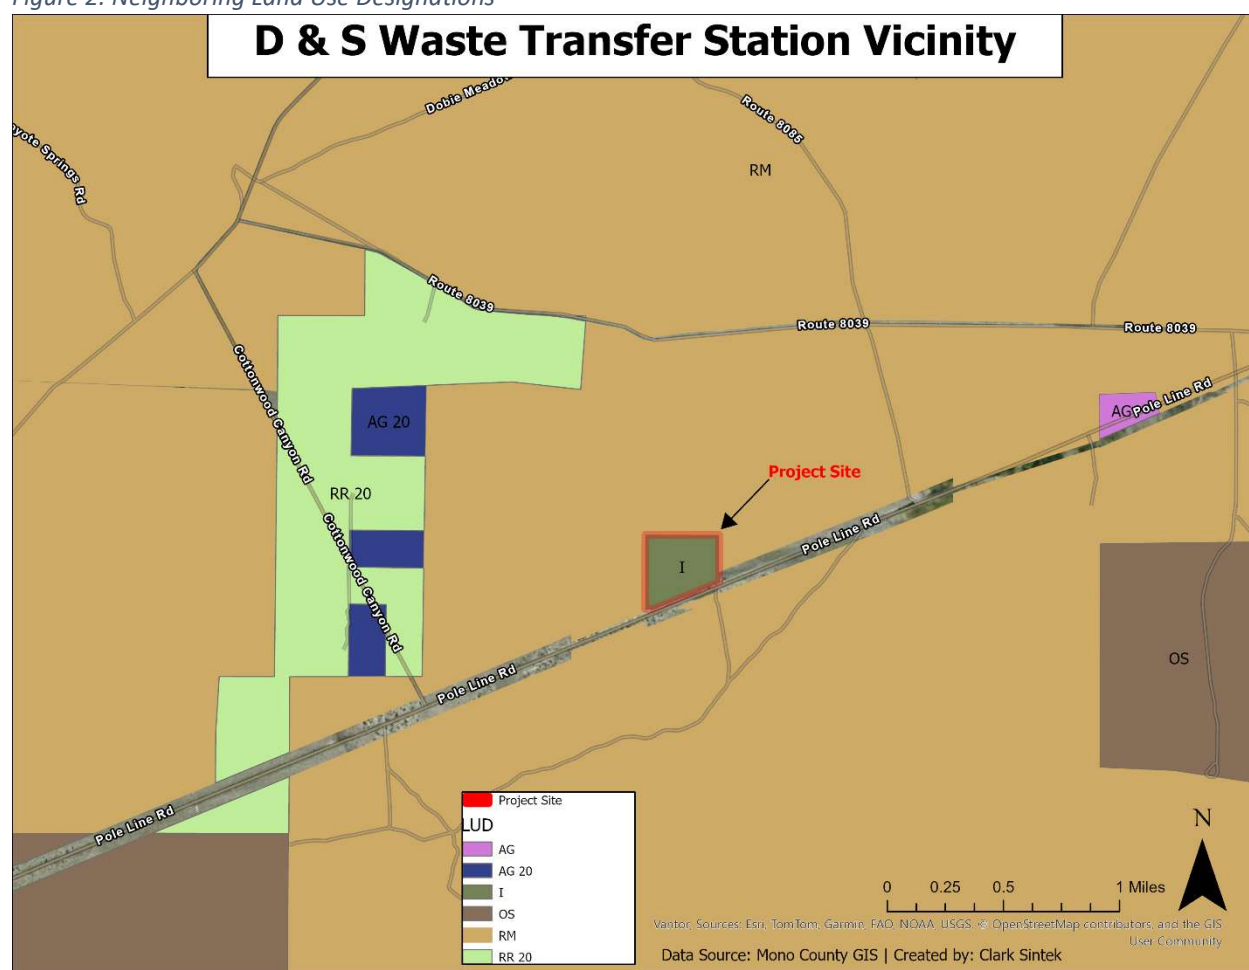 Figure 2: Neighboring Land Use Designations
D & S Waste Transfer Station Vicinity
Dobie Meadow
Route 8085
yote Springs Rd
RM
Route 8039
Route 8039
Route 8039
Cottonwood Canyon Rd
AG 20
AG
Pole Line Rd
Project Site
RR 20
Cottonwood Canyon Rd
Pole Line Rd
I
OS
Pole Line Rd
Pole Line Rd
Project Site
LUD
AG
AG 20
I
OS
RM
RR 20
N
0 0.25 0.5 1 Miles
Vantor, Sources: Esri, TomTom, Garmin, FAO, NOAA, USGS, © OpenStreetMap contributors, and the GIS
User Community
Data Source: Mono County GIS | Created by: Clark Sintek